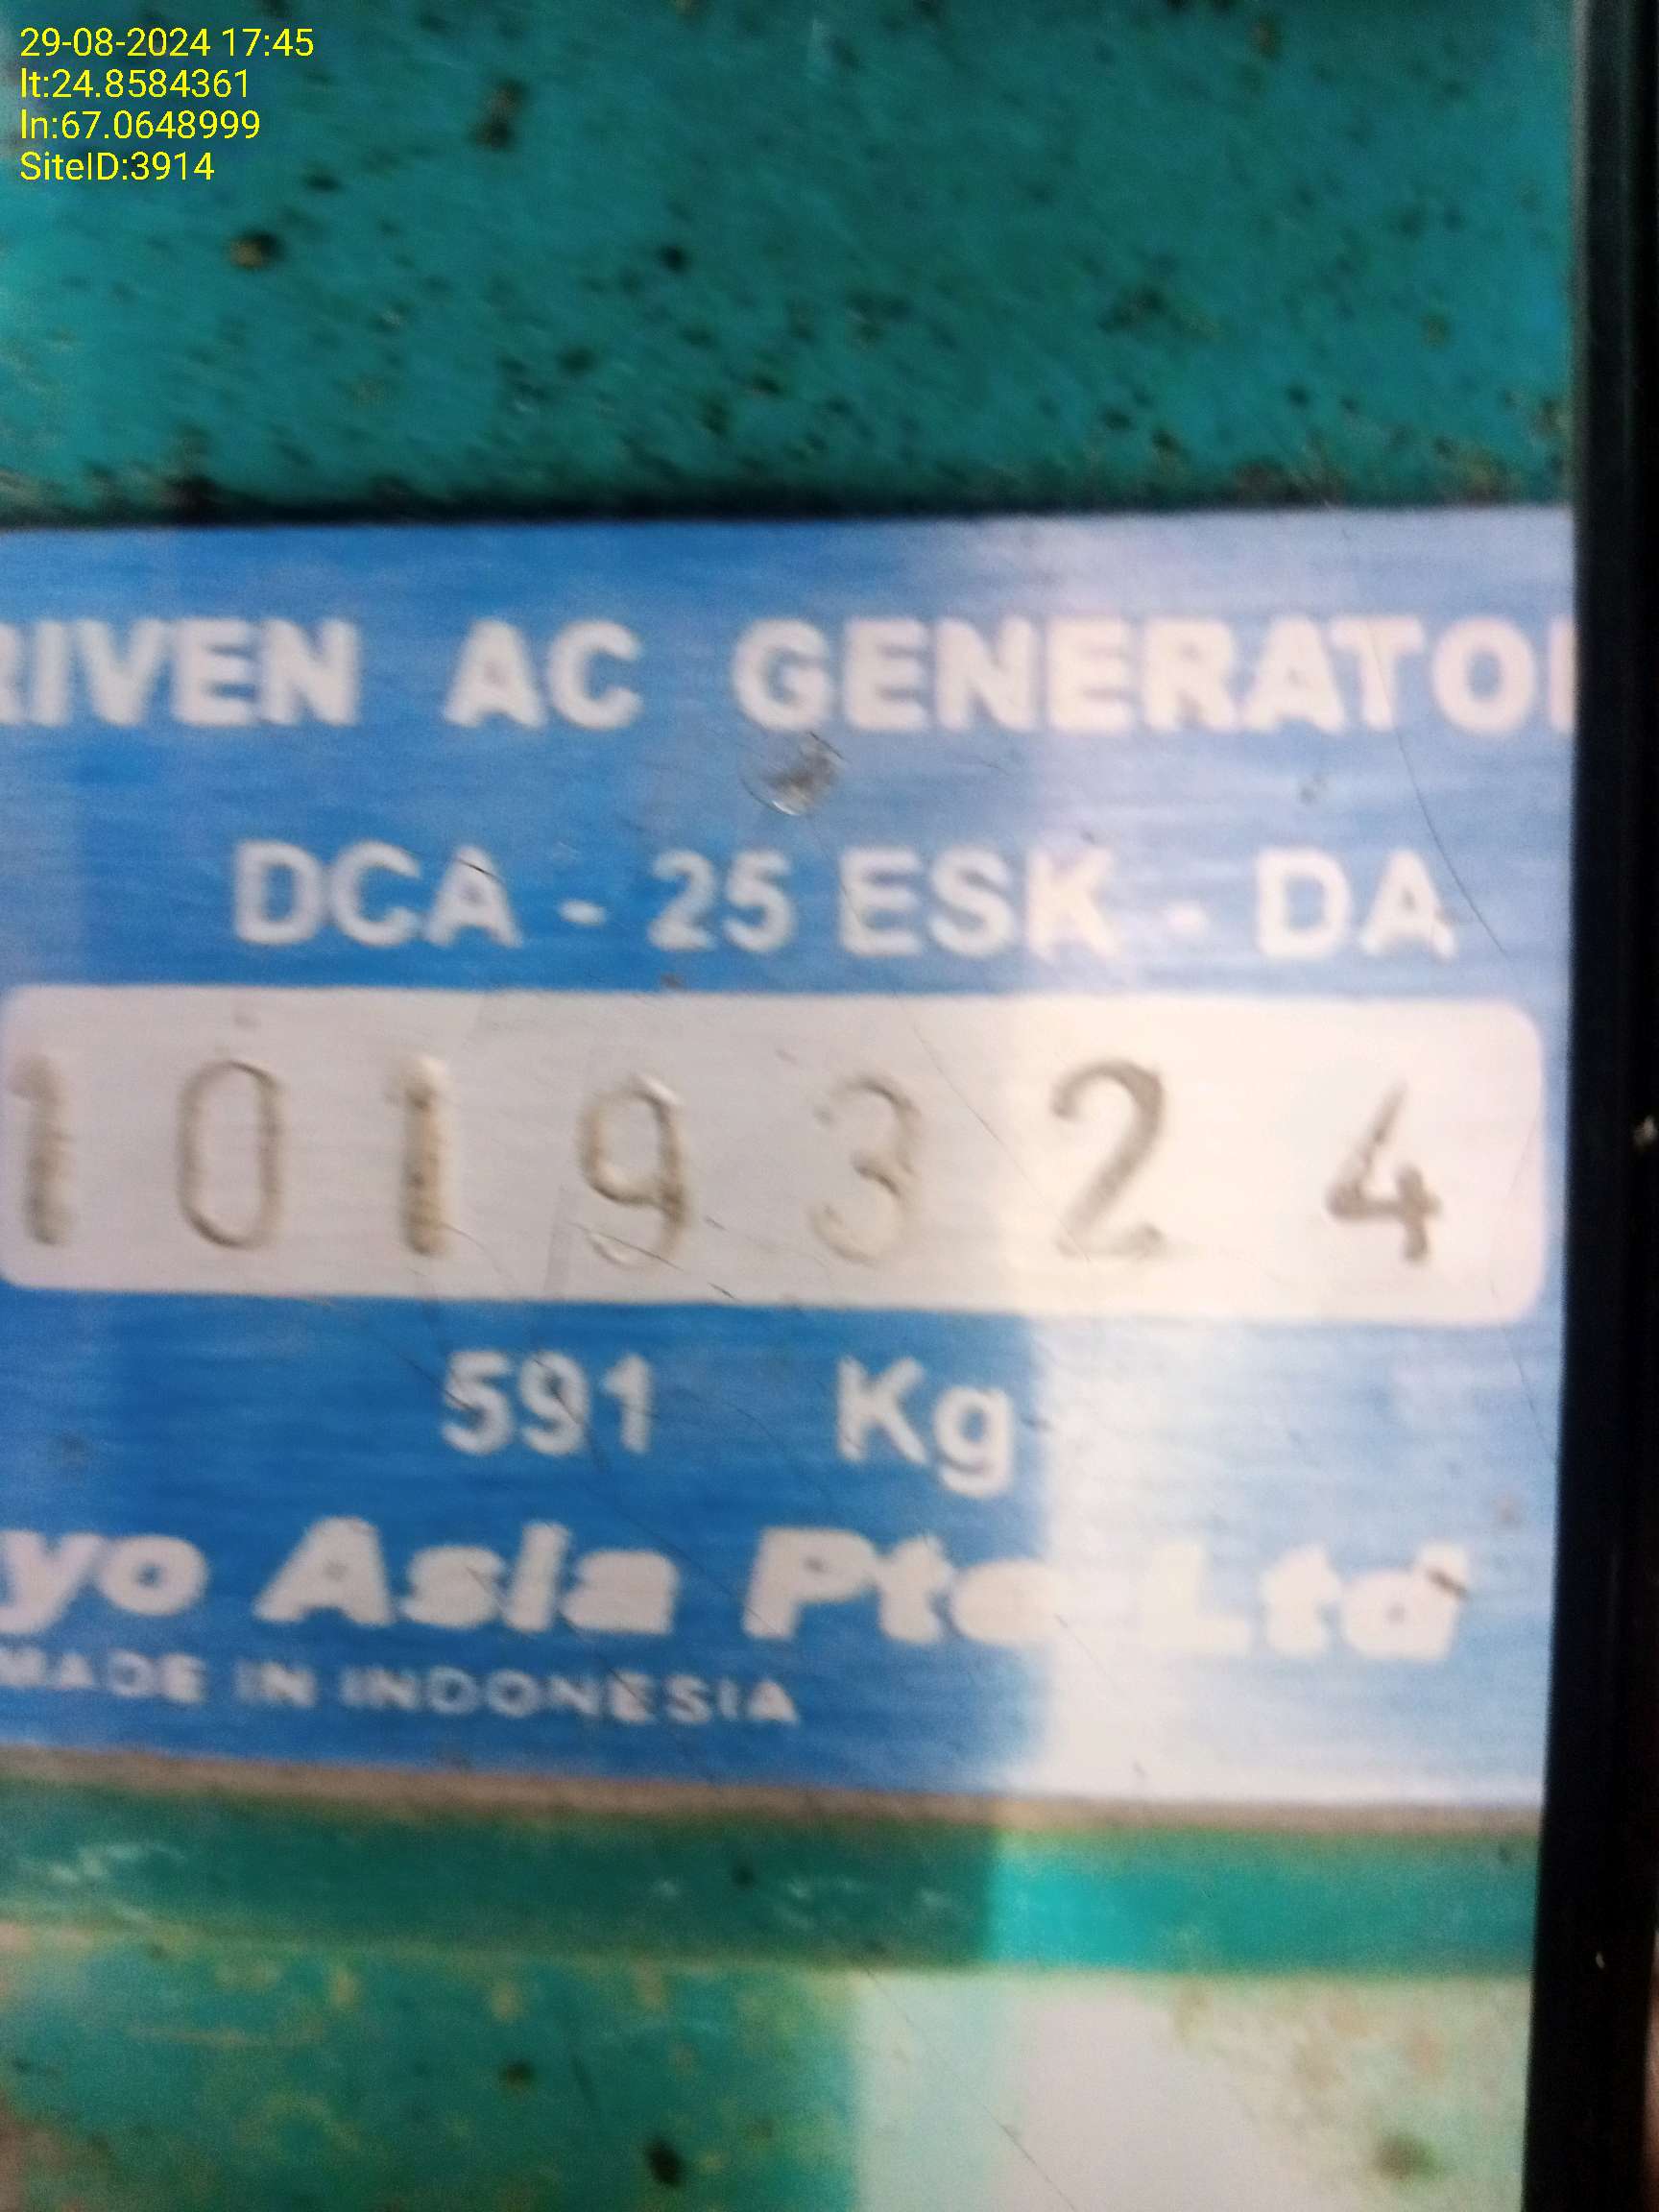 29-08-2024 17:45
lt:24.8584361
ln:67.0648999
SiteID:3914
RIVEN AC GENERATO
DCA - 25 ESK - DA
1019324
591 Kg
yo Asia Pte Ltd
MADE IN INDONESIA